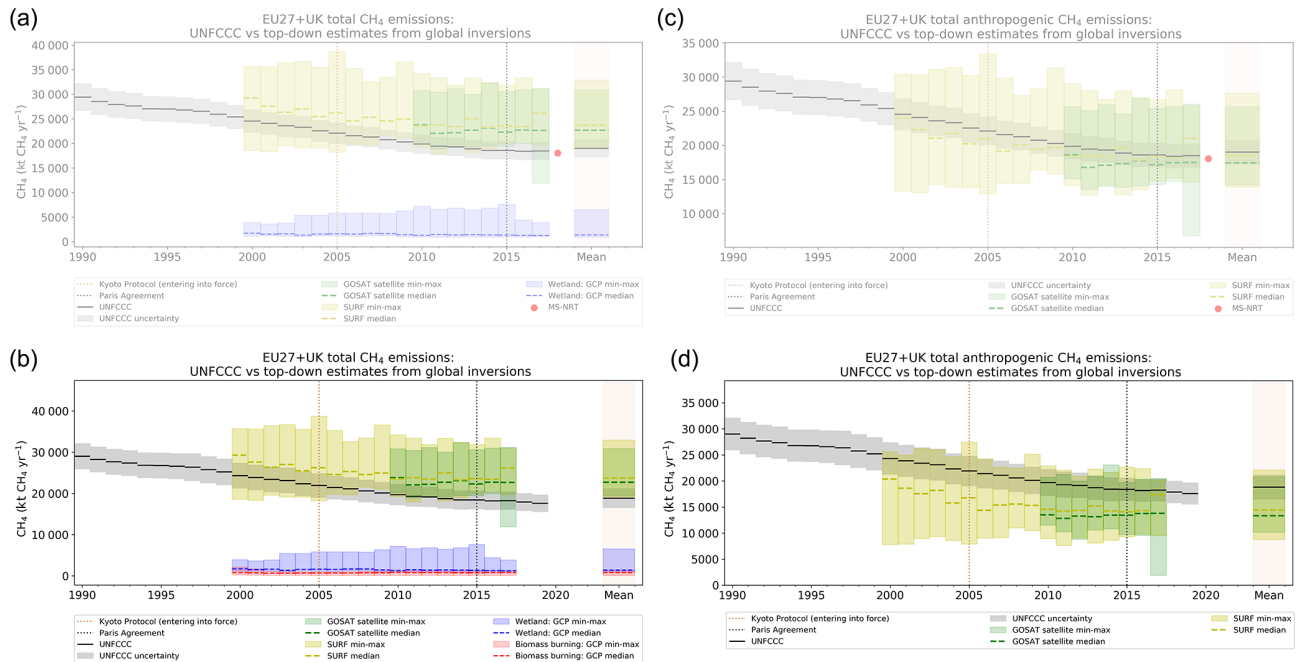 (a)
EU27+UK total CH4 emissions:
UNFCCC vs top-down estimates from global inversions
CH4 (kt CH4 yr−1)
40 000
35 000
30 000
25 000
20 000
15 000
10 000
5000
0
1990 1995 2000 2005 2010 2015 Mean
Kyoto Protocol (entering into force)
Paris Agreement
UNFCCC
UNFCCC uncertainty
GOSAT satellite min-max
GOSAT satellite median
SURF min-max
SURF median
Wetland: GCP min-max
Wetland: GCP median
MS-NRT
(c)
EU27+UK total anthropogenic CH4 emissions:
UNFCCC vs top-down estimates from global inversions
CH4 (kt CH4 yr−1)
35 000
30 000
25 000
20 000
15 000
10 000
1990 1995 2000 2005 2010 2015 Mean
Kyoto Protocol (entering into force)
Paris Agreement
UNFCCC
UNFCCC uncertainty
GOSAT satellite min-max
GOSAT satellite median
SURF min-max
SURF median
MS-NRT
(b)
EU27+UK total CH4 emissions:
UNFCCC vs top-down estimates from global inversions
CH4 (kt CH4 yr−1)
40 000
30 000
20 000
10 000
0
1990 1995 2000 2005 2010 2015 2020 Mean
Kyoto Protocol (entering into force)
Paris Agreement
UNFCCC
UNFCCC uncertainty
GOSAT satellite min-max
GOSAT satellite median
SURF min-max
SURF median
Wetland: GCP min-max
Wetland: GCP median
Biomass burning: GCP min-max
Biomass burning: GCP median
(d)
EU27+UK total anthropogenic CH4 emissions:
UNFCCC vs top-down estimates from global inversions
CH4 (kt CH4 yr−1)
35 000
30 000
25 000
20 000
15 000
10 000
5000
0
1990 1995 2000 2005 2010 2015 2020 Mean
Kyoto Protocol (entering into force)
Paris Agreement
UNFCCC
UNFCCC uncertainty
GOSAT satellite min-max
GOSAT satellite median
SURF min-max
SURF median